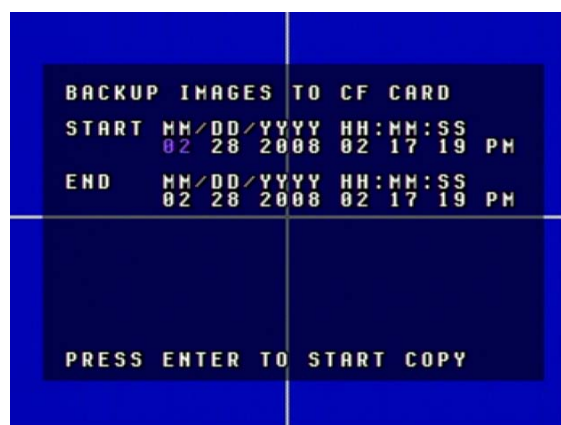 BACKUP IMAGES TO CF CARD
START MM/DD/YYYY HH:MM:SS
02 28 2008 02 17 19 PM
END MM/DD/YYYY HH:MM:SS
02 28 2008 02 17 19 PM
PRESS ENTER TO START COPY